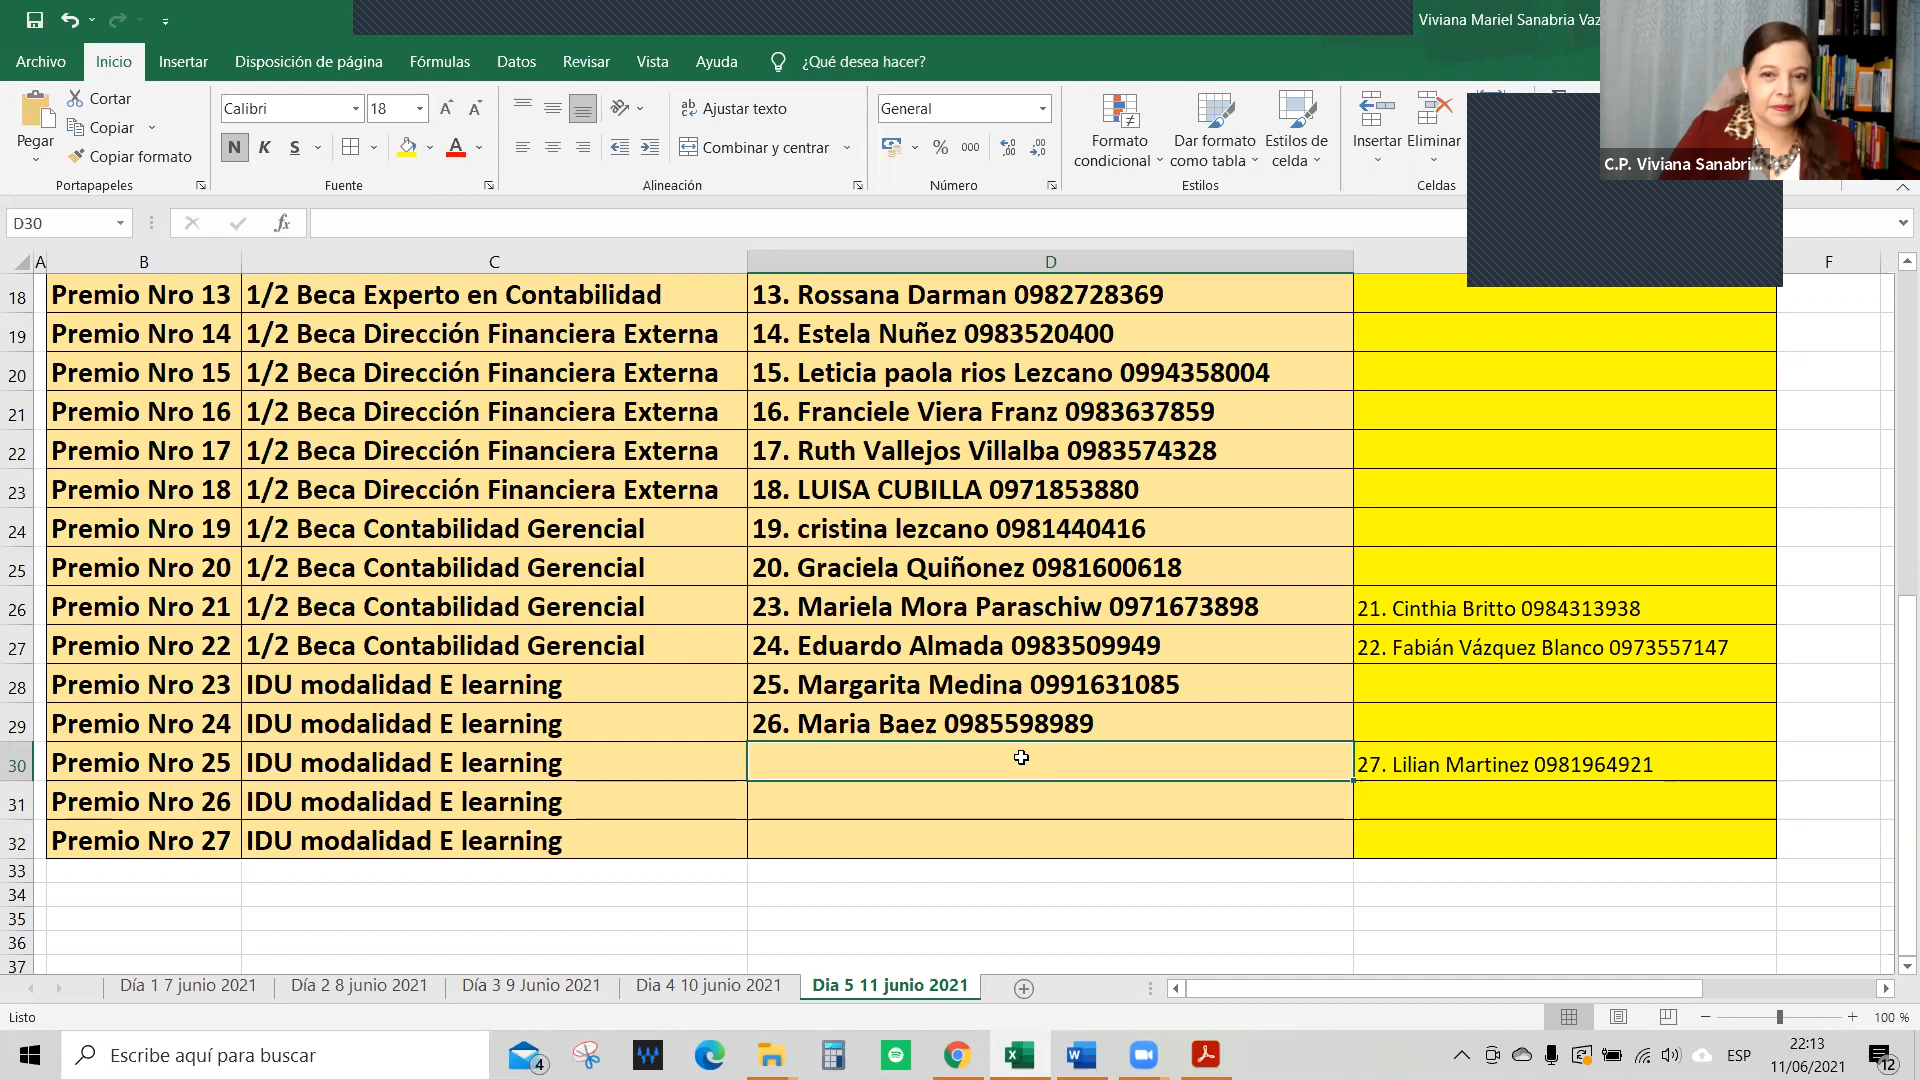 Viviana Mariel Sanabria Vaz
Archivo Inicio Insertar Disposición de página Fórmulas Datos Revisar Vista Ayuda ¿Qué desea hacer?
Cortar
Copiar
Copiar formato
Pegar
Portapapeles
Calibri 18
N K S
Fuente
Ajustar texto
Combinar y centrar
Alineación
General
% 000
Número
Formato condicional
Dar formato como tabla
Estilos de celda
Estilos
Insertar Eliminar
Celdas
C.P. Viviana Sanabri...
D30
fx
A B C D F
18 Premio Nro 13 1/2 Beca Experto en Contabilidad 13. Rossana Darman 0982728369
19 Premio Nro 14 1/2 Beca Dirección Financiera Externa 14. Estela Nuñez 0983520400
20 Premio Nro 15 1/2 Beca Dirección Financiera Externa 15. Leticia paola rios Lezcano 0994358004
21 Premio Nro 16 1/2 Beca Dirección Financiera Externa 16. Franciele Viera Franz 0983637859
22 Premio Nro 17 1/2 Beca Dirección Financiera Externa 17. Ruth Vallejos Villalba 0983574328
23 Premio Nro 18 1/2 Beca Dirección Financiera Externa 18. LUISA CUBILLA 0971853880
24 Premio Nro 19 1/2 Beca Contabilidad Gerencial 19. cristina lezcano 0981440416
25 Premio Nro 20 1/2 Beca Contabilidad Gerencial 20. Graciela Quiñonez 0981600618
26 Premio Nro 21 1/2 Beca Contabilidad Gerencial 23. Mariela Mora Paraschiw 0971673898 21. Cinthia Britto 0984313938
27 Premio Nro 22 1/2 Beca Contabilidad Gerencial 24. Eduardo Almada 0983509949 22. Fabián Vázquez Blanco 0973557147
28 Premio Nro 23 IDU modalidad E learning 25. Margarita Medina 0991631085
29 Premio Nro 24 IDU modalidad E learning 26. Maria Baez 0985598989
30 Premio Nro 25 IDU modalidad E learning 27. Lilian Martinez 0981964921
31 Premio Nro 26 IDU modalidad E learning
32 Premio Nro 27 IDU modalidad E learning
33
34
35
36
37
Día 1 7 junio 2021 Día 2 8 junio 2021 Día 3 9 Junio 2021 Dia 4 10 junio 2021 Dia 5 11 junio 2021
Listo
100 %
Escribe aquí para buscar
4
ESP
22:13
11/06/2021
12